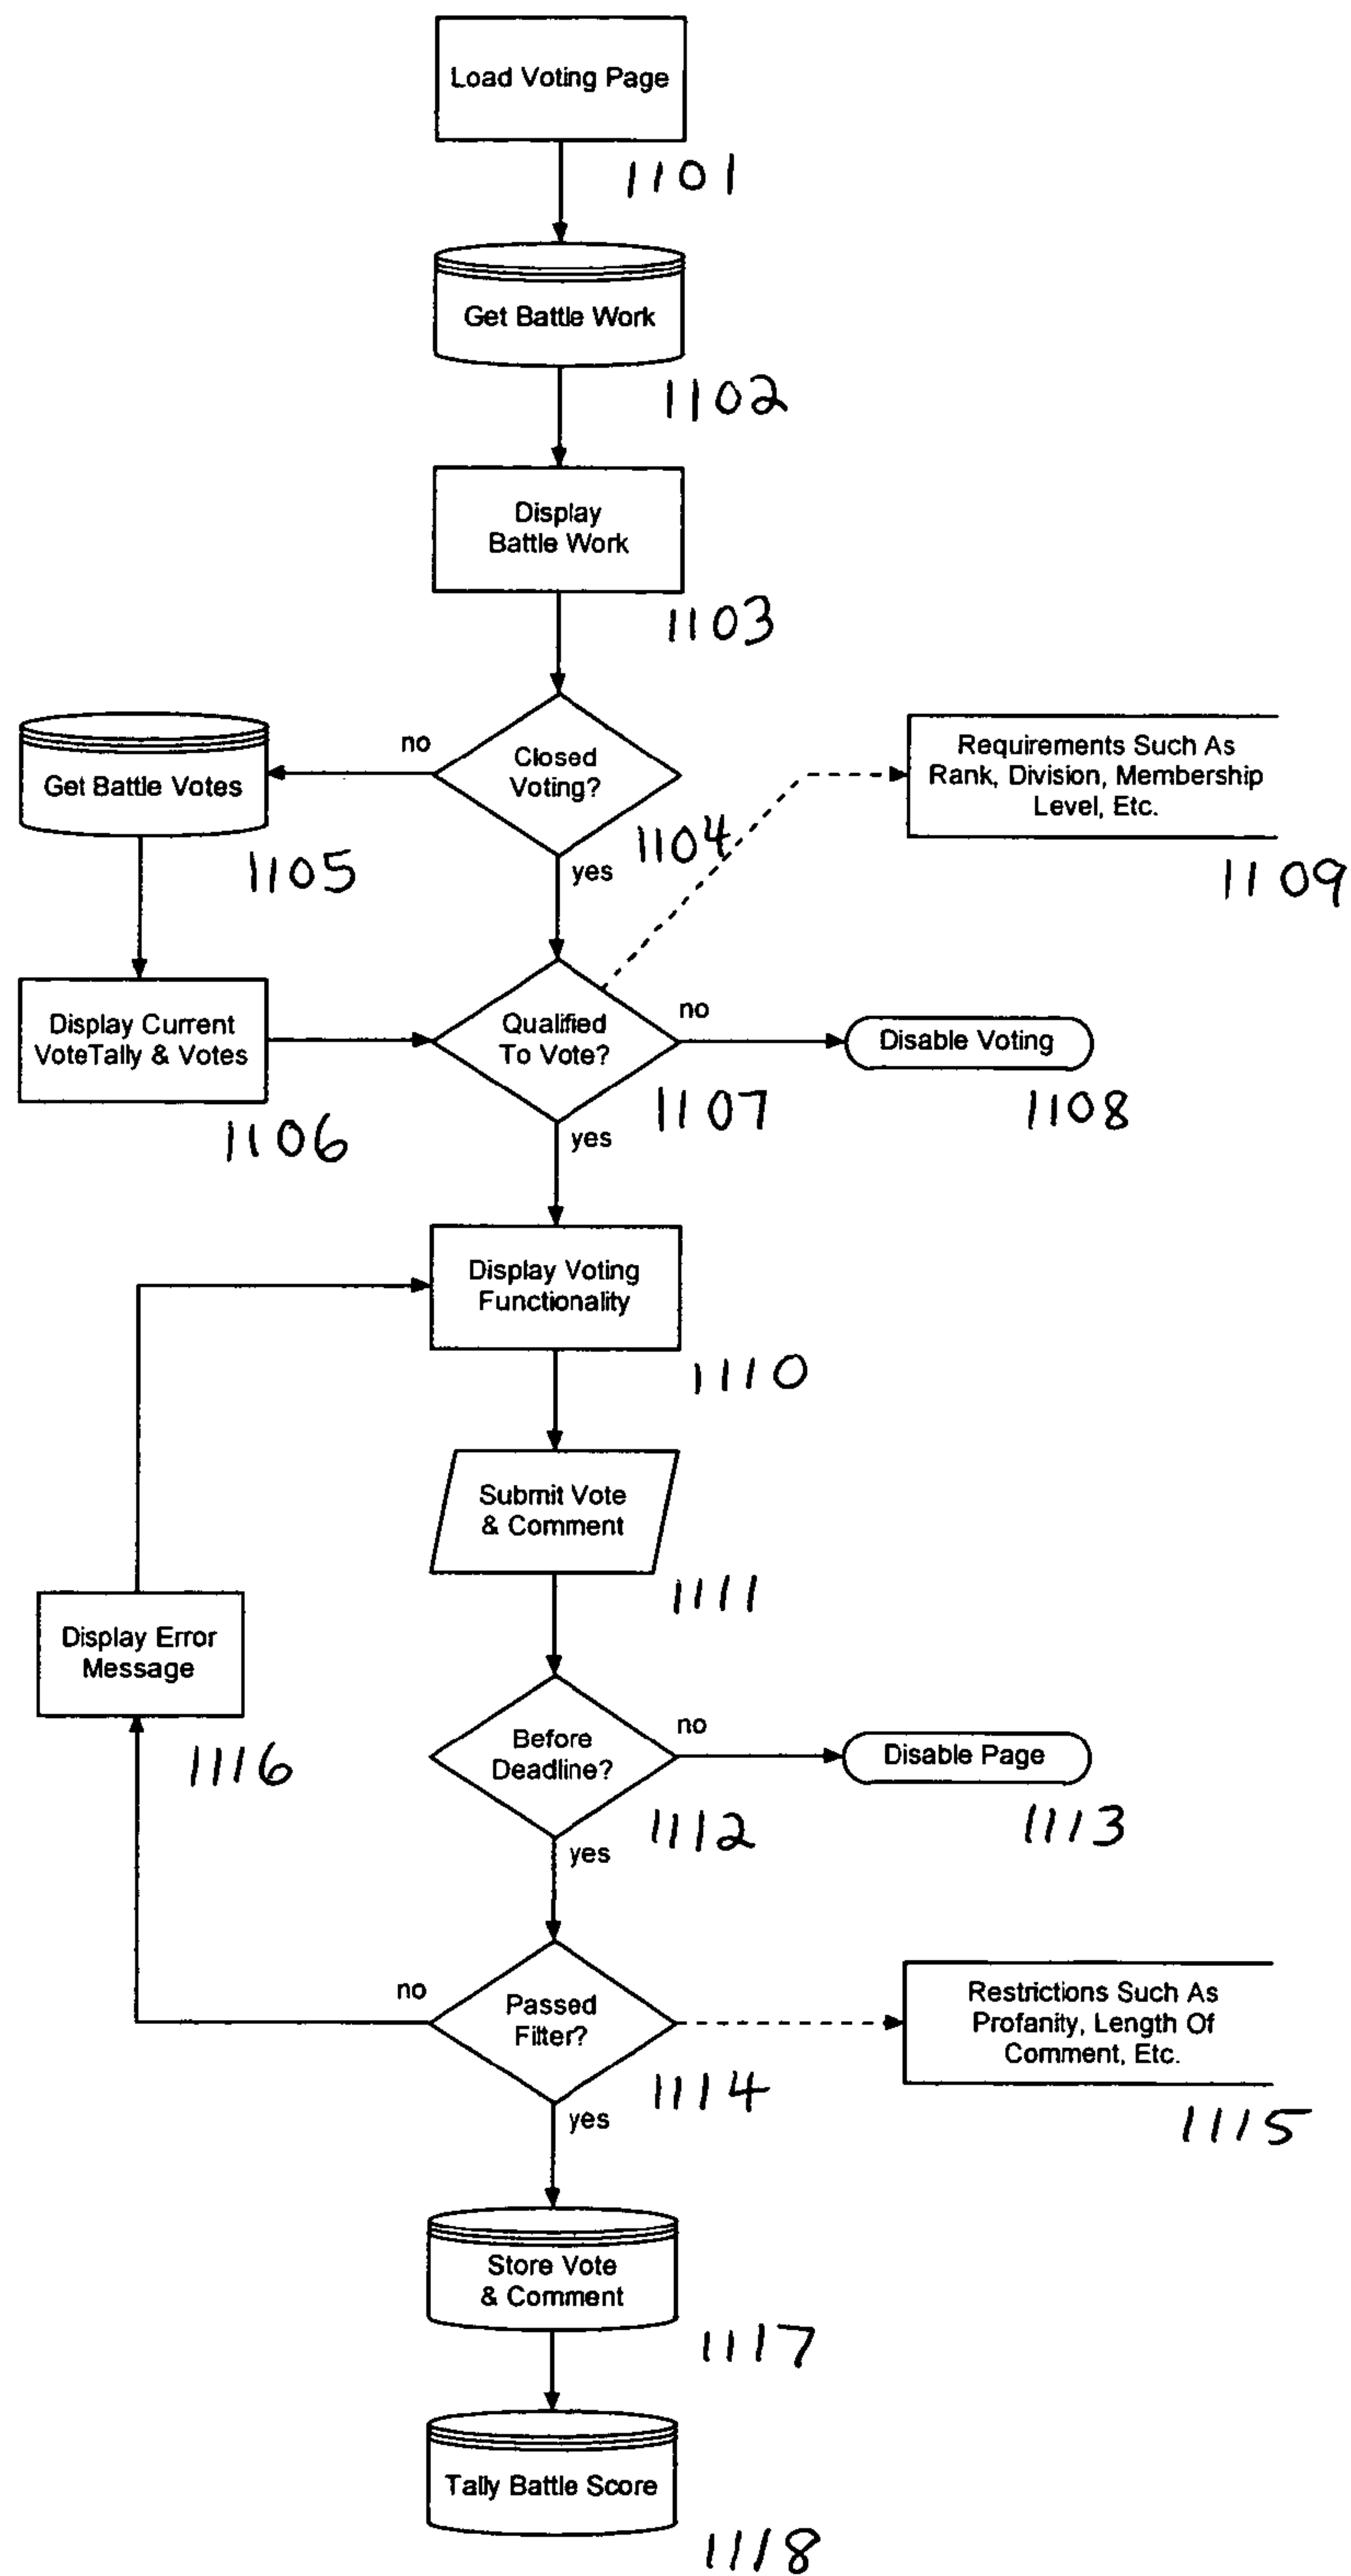 Load Voting Page
1101
Get Battle Work
1102
Display
Battle Work
1103
Closed
Voting?
1104
no
yes
Get Battle Votes
1105
Requirements Such As
Rank, Division, Membership
Level, Etc.
1109
Display Current
VoteTally & Votes
1106
Qualified
To Vote?
1107
no
yes
Disable Voting
1108
Display Voting
Functionality
1110
Submit Vote
& Comment
1111
Display Error
Message
1116
Before
Deadline?
1112
no
yes
Disable Page
1113
Passed
Filter?
1114
no
yes
Restrictions Such As
Profanity, Length Of
Comment, Etc.
1115
Store Vote
& Comment
1117
Tally Battle Score
1118